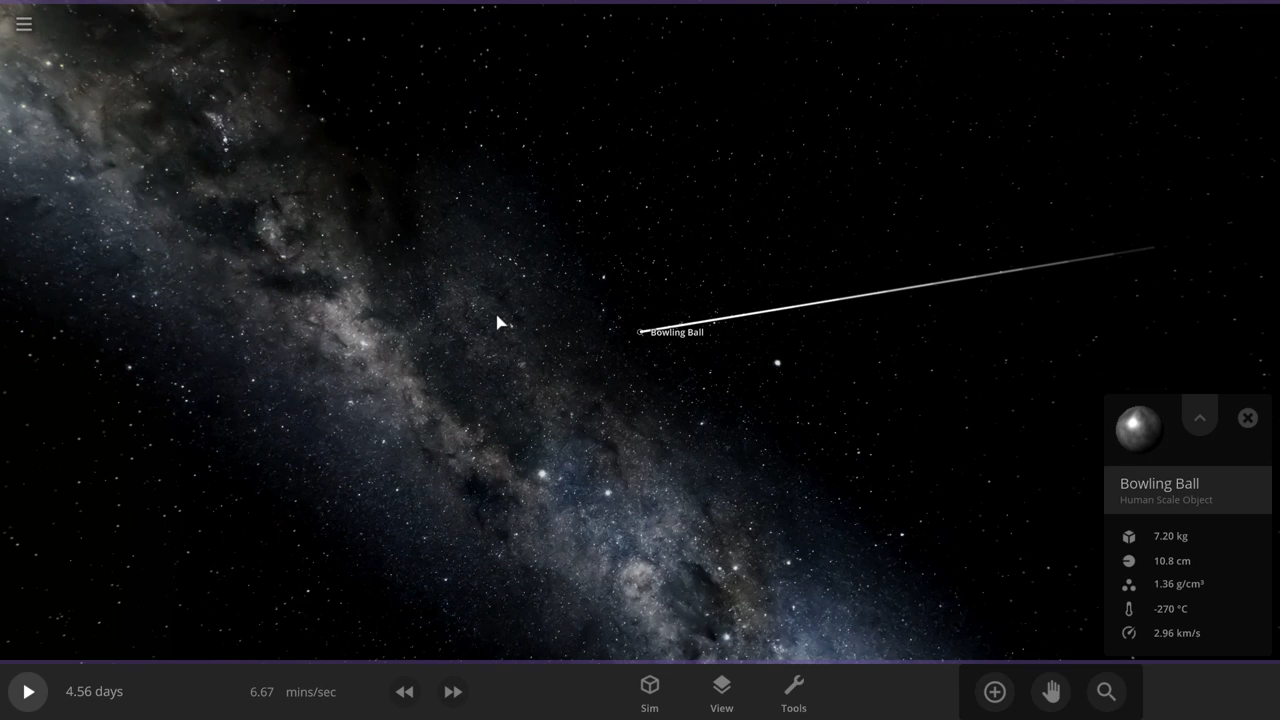 Bowling Ball
Bowling Ball
Human Scale Object
7.20 kg
10.8 cm
1.36 g/cm³
-270 °C
2.96 km/s
4.56 days
6.67 mins/sec
Sim
View
Tools